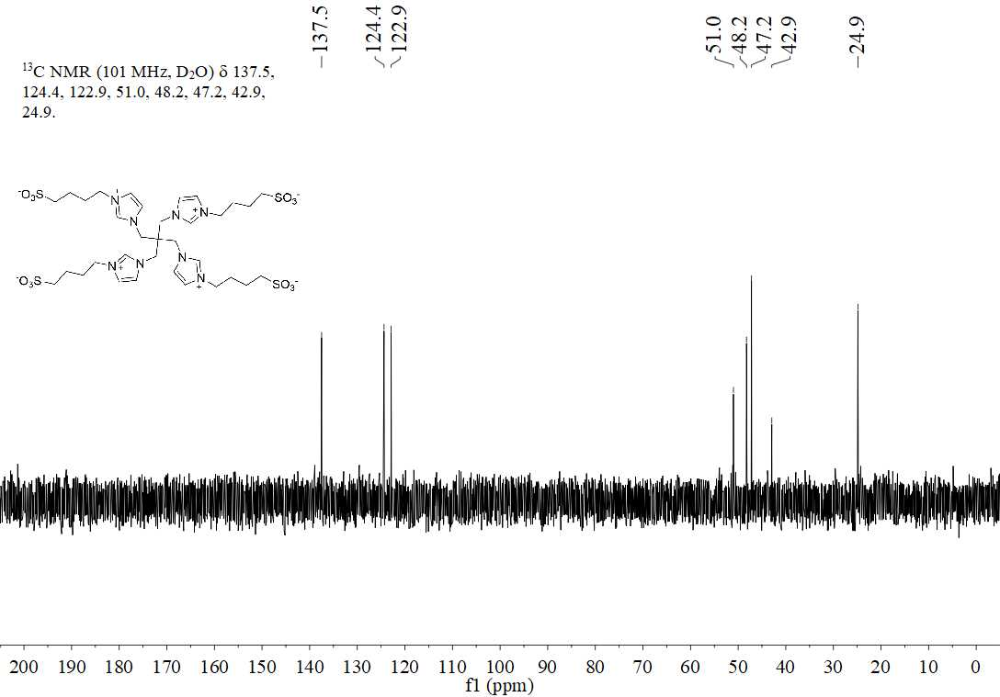 137.5
124.4
122.9
51.0
48.2
47.2
42.9
24.9
¹³C NMR (101 MHz, D₂O) δ 137.5,
124.4, 122.9, 51.0, 48.2, 47.2, 42.9,
24.9.
⁻O₃S N⁺ N N N⁺ SO₃⁻
⁻O₃S N⁺ N N N⁺ SO₃⁻
200 190 180 170 160 150 140 130 120 110 100 90 80 70 60 50 40 30 20 10 0
f1 (ppm)